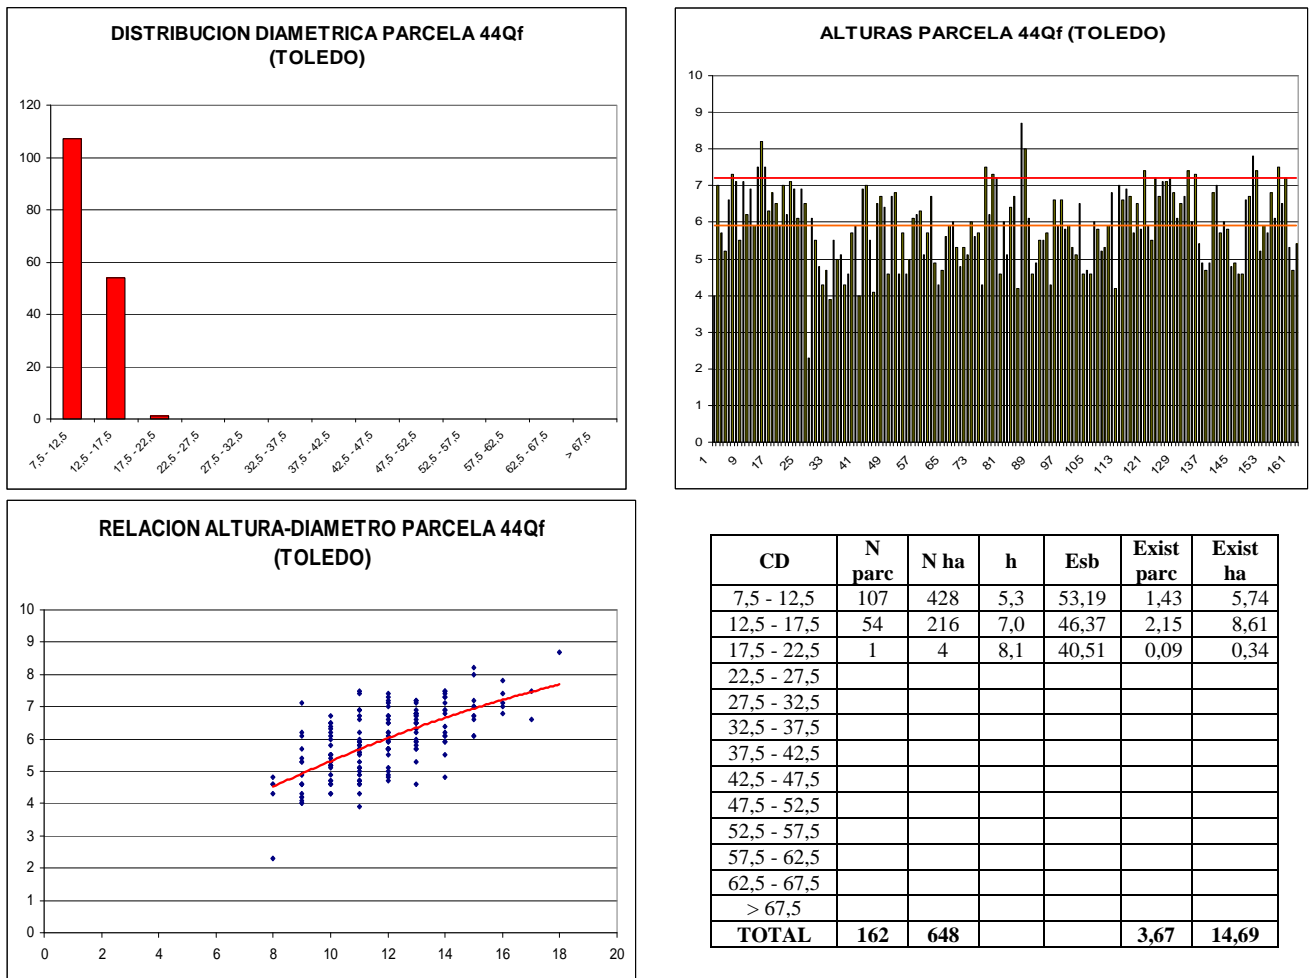 DISTRIBUCION DIAMETRICA PARCELA 44Qf
(TOLEDO)
120
100
80
60
40
20
0
7,5 - 12,5
12,5 - 17,5
17,5 - 22,5
22,5 - 27,5
27,5 - 32,5
32,5 - 37,5
37,5 - 42,5
42,5 - 47,5
47,5 - 52,5
52,5 - 57,5
57,5 -62,5
62,5 - 67,5
> 67,5
ALTURAS PARCELA 44Qf (TOLEDO)
10
9
8
7
6
5
4
3
2
1
0
1 9 17 25 33 41 49 57 65 73 81 89 97 105 113 121 129 137 145 153 161
RELACION ALTURA-DIAMETRO PARCELA 44Qf
(TOLEDO)
10
9
8
7
6
5
4
3
2
1
0
0 2 4 6 8 10 12 14 16 18 20
CD N parc N ha h Esb Exist parc Exist ha
7,5 - 12,5 107 428 5,3 53,19 1,43 5,74
12,5 - 17,5 54 216 7,0 46,37 2,15 8,61
17,5 - 22,5 1 4 8,1 40,51 0,09 0,34
22,5 - 27,5
27,5 - 32,5
32,5 - 37,5
37,5 - 42,5
42,5 - 47,5
47,5 - 52,5
52,5 - 57,5
57,5 - 62,5
62,5 - 67,5
> 67,5
TOTAL 162 648 3,67 14,69